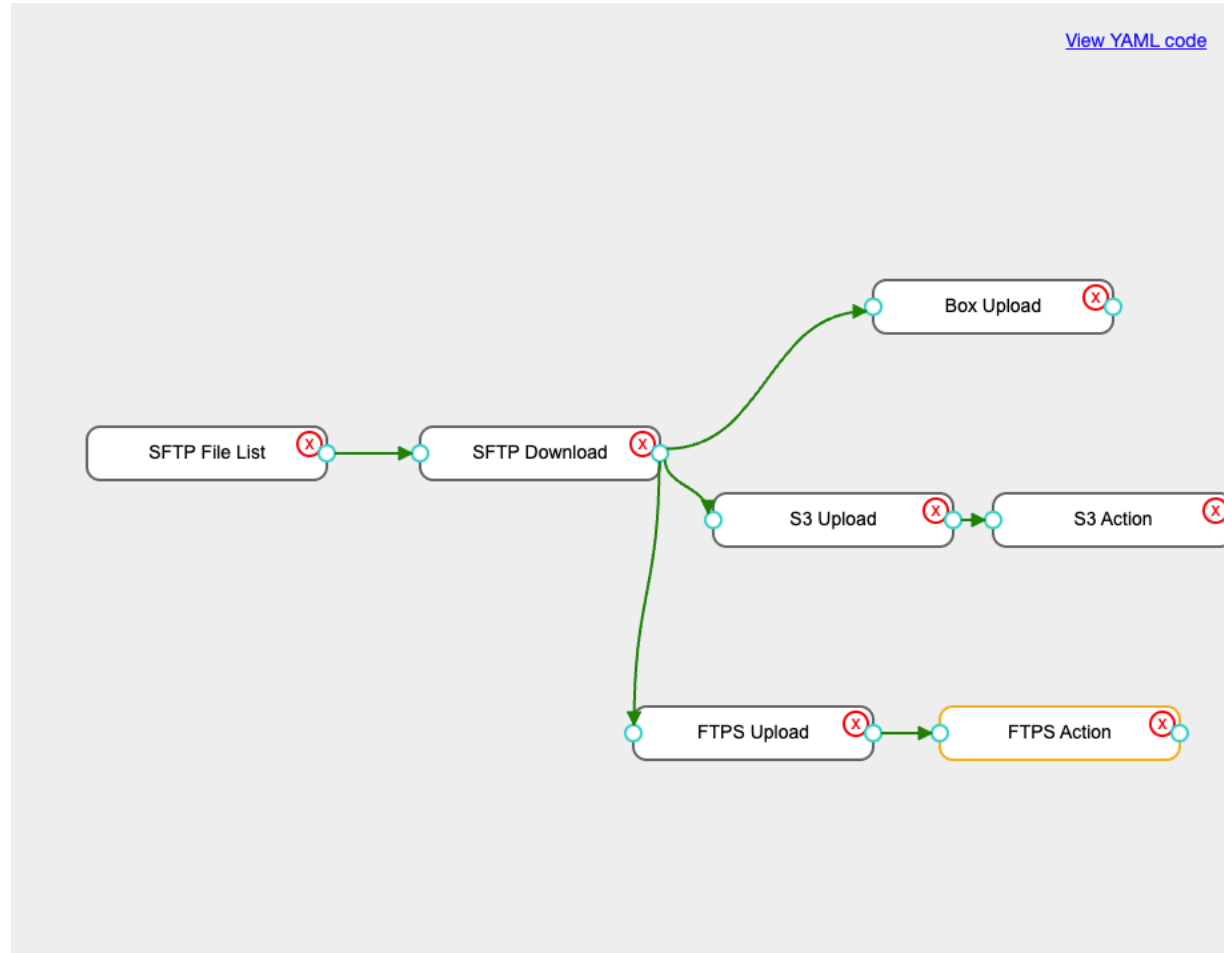 View YAML code
Box Upload
X
SFTP File List
X
SFTP Download
X
S3 Upload
X
S3 Action
X
FTPS Upload
X
FTPS Action
X